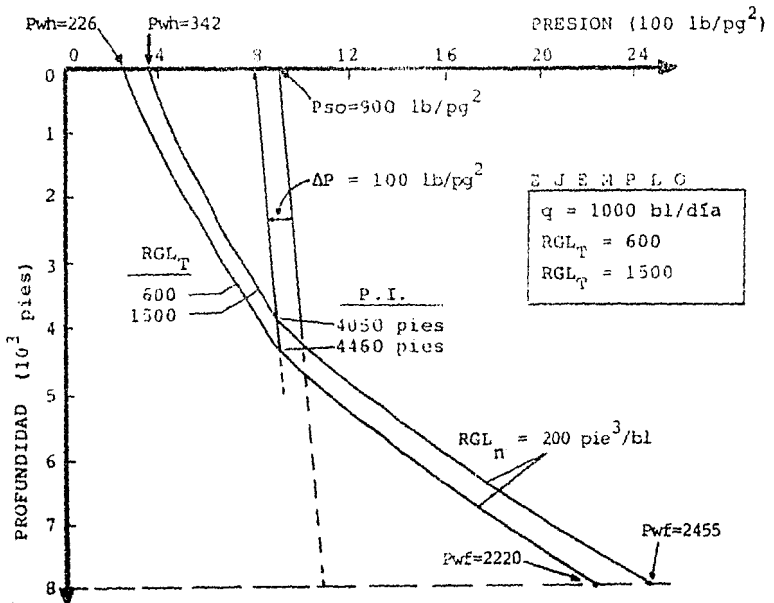 Pwh=226
Pwh=342
PRESION (100 lb/pg²)
0 4 8 12 16 20 24
Pso=900 lb/pg²
ΔP = 100 lb/pg²
E J E M P L O
q = 1000 bl/día
RGL_T = 600
RGL_T = 1500
RGL_T
600
1500
P.I.
4050 pies
4460 pies
RGL_n = 200 pie³/bl
Pwf=2455
Pwf=2220
PROFUNDIDAD (10³ pies)
0
1
2
3
4
5
6
7
8